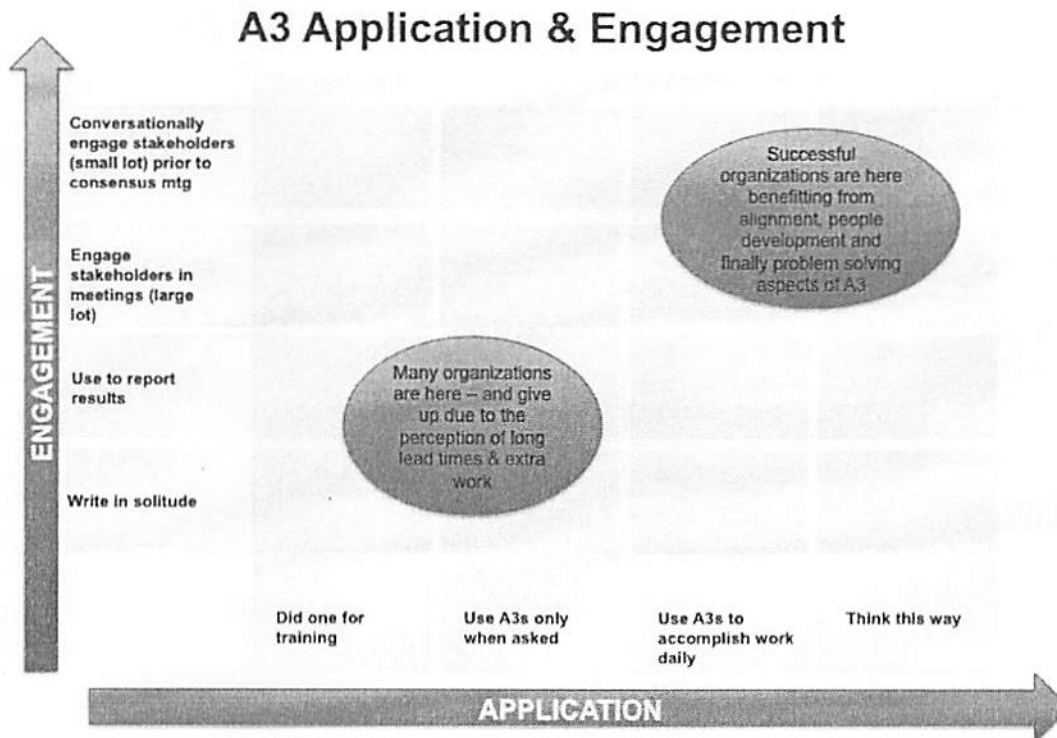 A3 Application & Engagement
Conversationally
engage stakeholders
(small lot) prior to
consensus mtg
Successful
organizations are here
benefitting from
alignment, people
development and
finally problem solving
aspects of A3
Engage
stakeholders in
meetings (large
lot)
ENGAGEMENT
Use to report
results
Many organizations
are here – and give
up due to the
perception of long
lead times & extra
work
Write in solitude
Did one for
training
Use A3s only
when asked
Use A3s to
accomplish work
daily
Think this way
APPLICATION